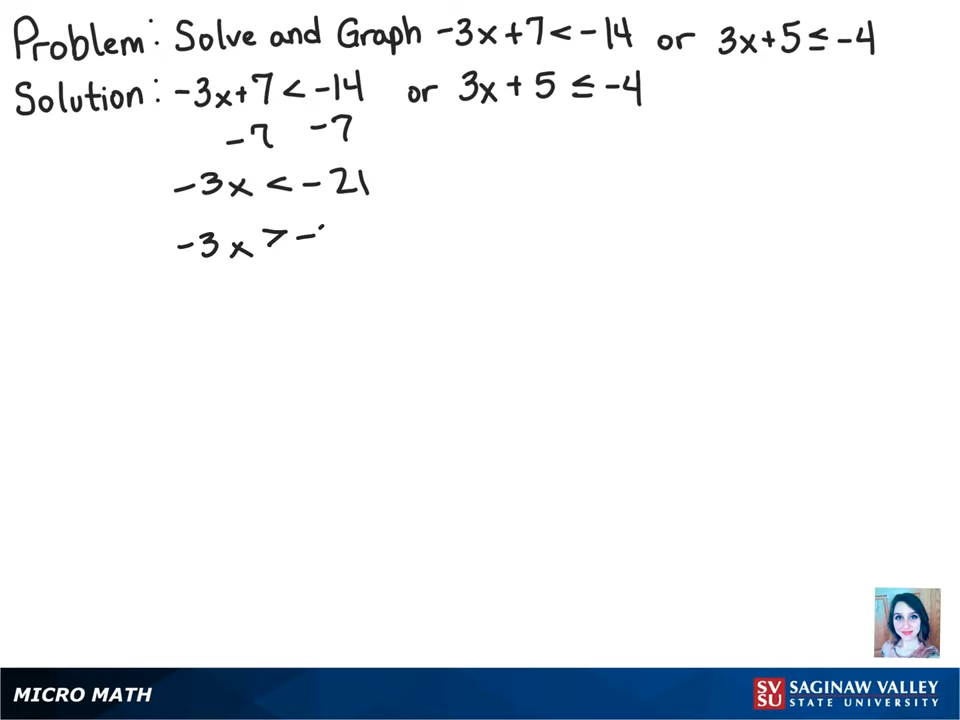 Problem: Solve and Graph -3x+7 < -14 or 3x+5 ≤ -4
Solution: -3x+7 < -14 or 3x + 5 ≤ -4
-7 -7
-3x < -21
-3x > -
MICRO MATH
SV SU SAGINAW VALLEY
STATE UNIVERSITY